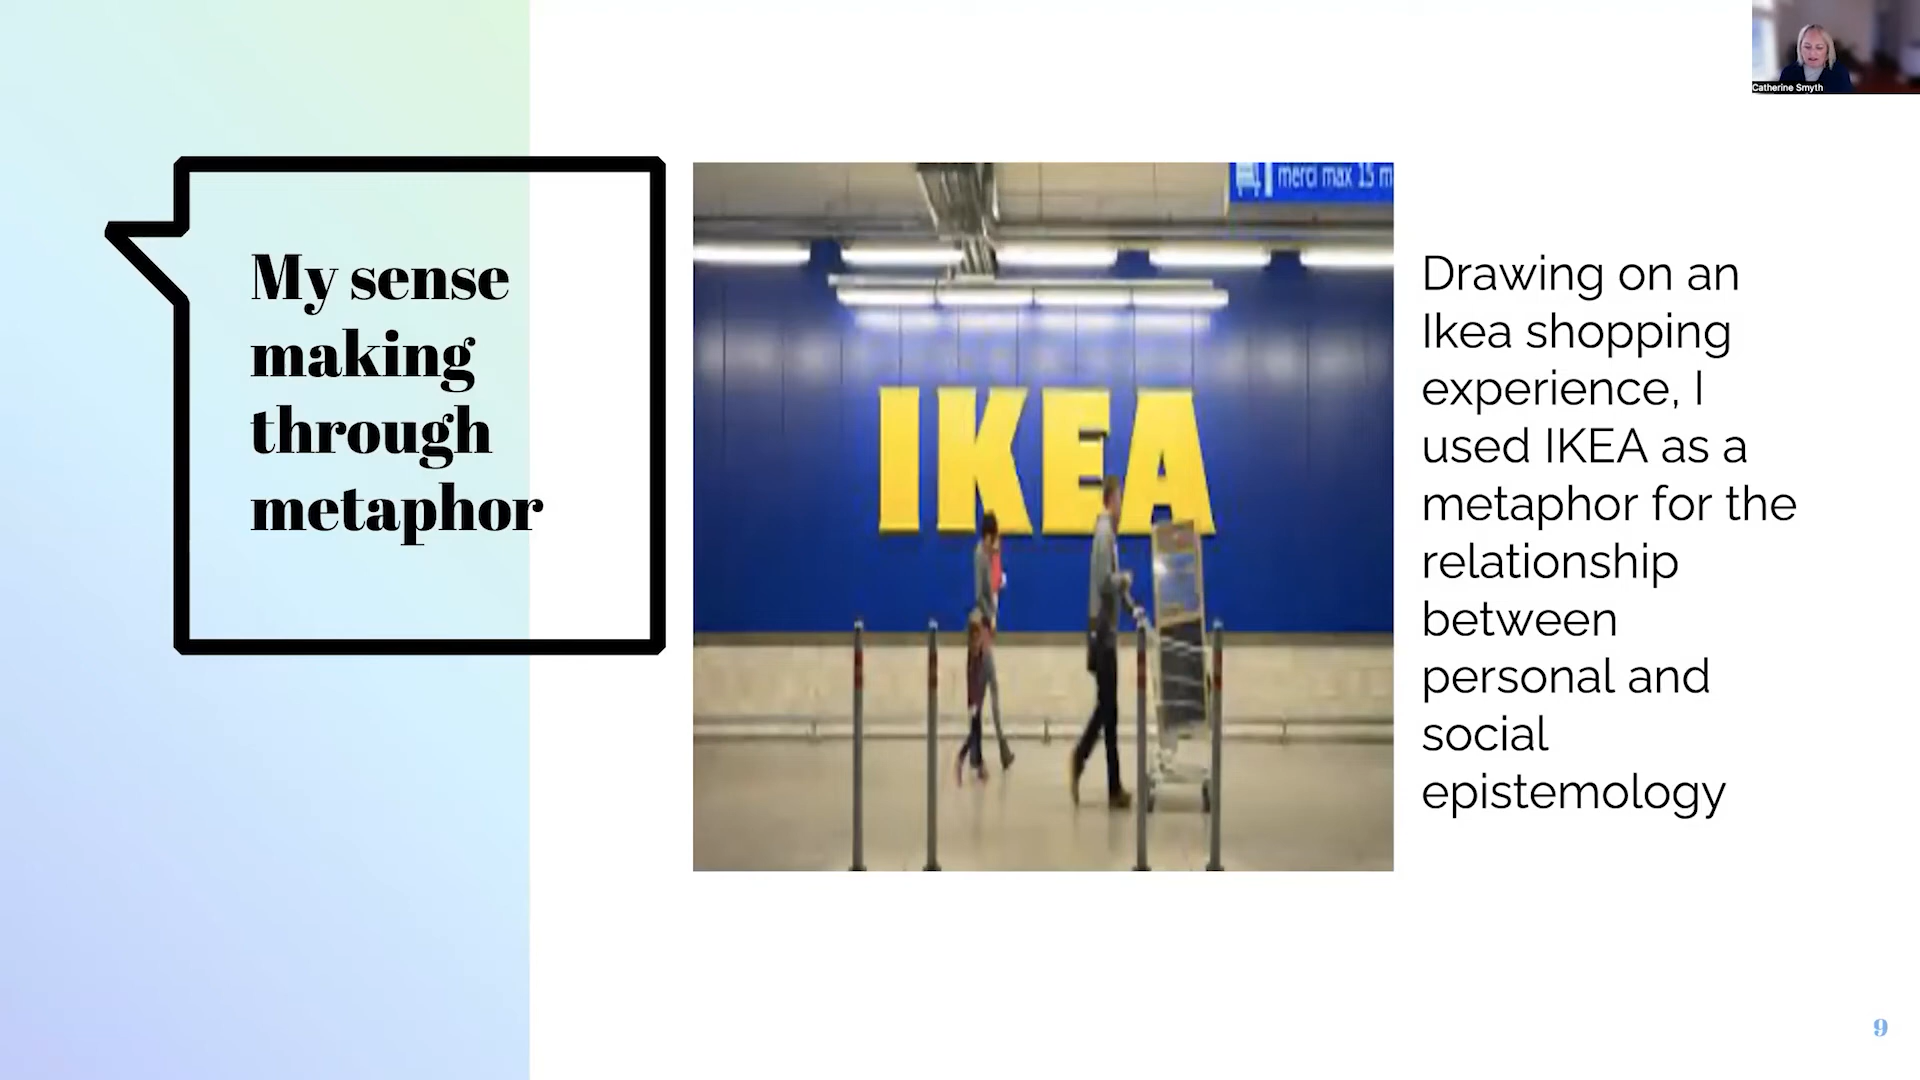 Catherine Smyth
My sense
making
through
metaphor
merci max 15 m
IKEA
Drawing on an
Ikea shopping
experience, I
used IKEA as a
metaphor for the
relationship
between
personal and
social
epistemology
9